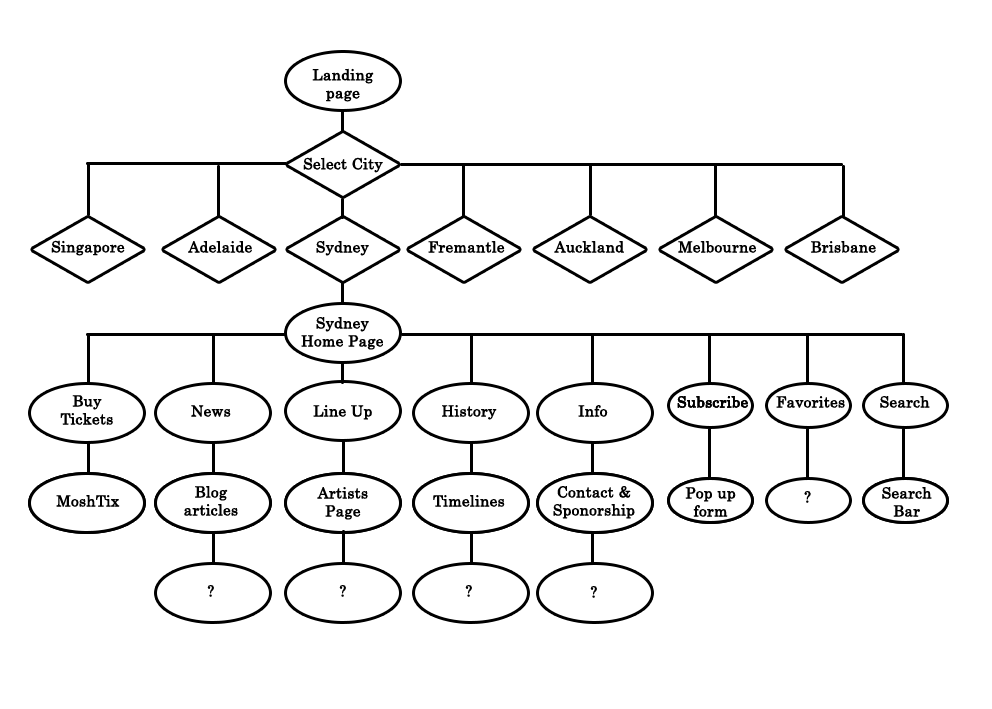 Landing
page
Select City
Singapore
Adelaide
Sydney
Fremantle
Auckland
Melbourne
Brisbane
Sydney
Home Page
Buy
Tickets
News
Line Up
History
Info
Subscribe
Favorites
Search
MoshTix
Blog
articles
Artists
Page
Timelines
Contact &
Sponorship
Pop up
form
?
Search
Bar
?
?
?
?